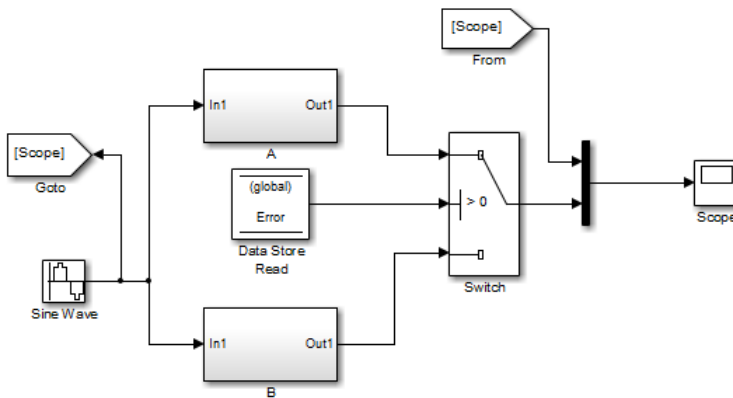 [Scope]
From
In1
Out1
A
[Scope]
Goto
(global)
Error
> 0
Data Store
Read
Scope
Switch
Sine Wave
In1
Out1
B